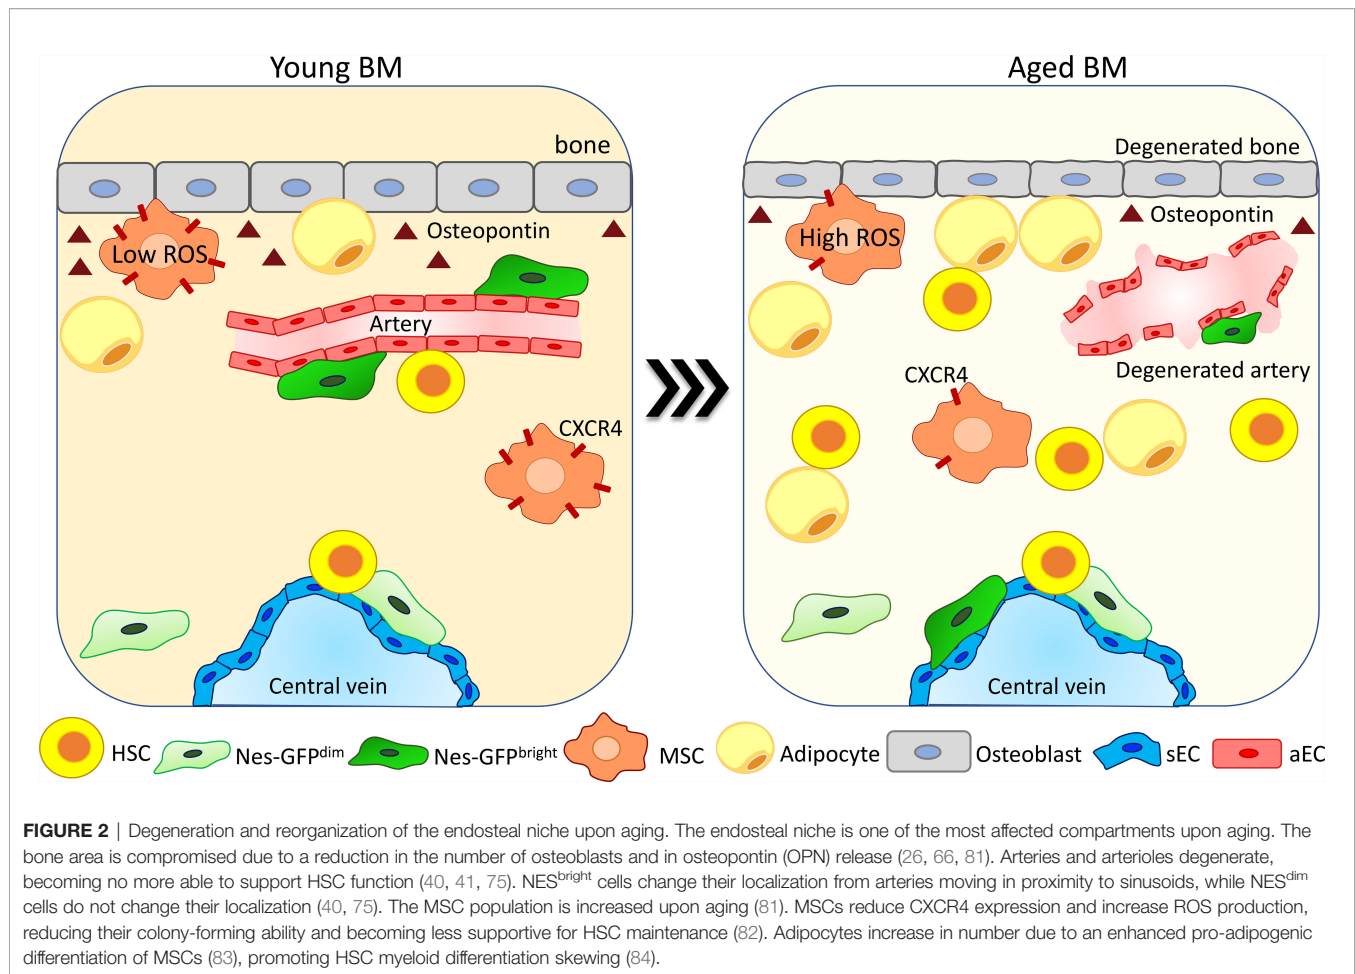 Young BM
Aged BM
bone
Degenerated bone
Low ROS
Osteopontin
High ROS
Osteopontin
Artery
Degenerated artery
CXCR4
CXCR4
Central vein
Central vein
HSC
Nes-GFPdim
Nes-GFPbright
MSC
Adipocyte
Osteoblast
sEC
aEC
FIGURE 2 | Degeneration and reorganization of the endosteal niche upon aging. The endosteal niche is one of the most affected compartments upon aging. The
bone area is compromised due to a reduction in the number of osteoblasts and in osteopontin (OPN) release (26, 66, 81). Arteries and arterioles degenerate,
becoming no more able to support HSC function (40, 41, 75). NESbright cells change their localization from arteries moving in proximity to sinusoids, while NESdim
cells do not change their localization (40, 75). The MSC population is increased upon aging (81). MSCs reduce CXCR4 expression and increase ROS production,
reducing their colony-forming ability and becoming less supportive for HSC maintenance (82). Adipocytes increase in number due to an enhanced pro-adipogenic
differentiation of MSCs (83), promoting HSC myeloid differentiation skewing (84).